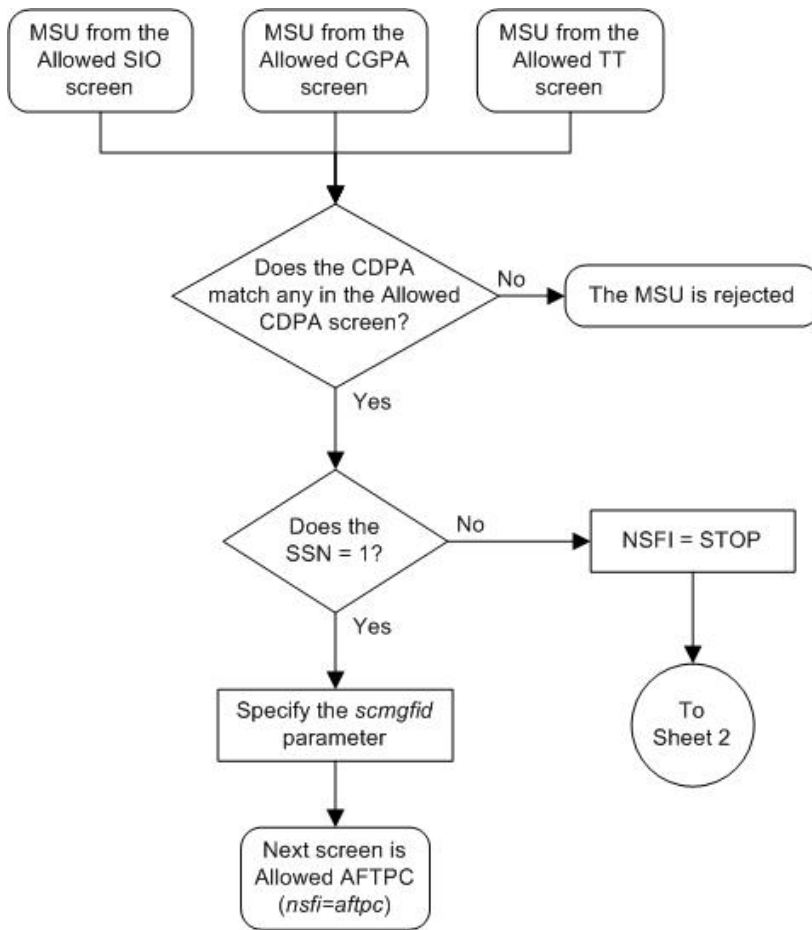 MSU from the
Allowed SIO
screen
MSU from the
Allowed CGPA
screen
MSU from the
Allowed TT
screen
Does the CDPA
match any in the Allowed
CDPA screen?
No
The MSU is rejected
Yes
Does the
SSN = 1?
No
NSFI = STOP
Yes
To
Sheet 2
Specify the scmgfid
parameter
Next screen is
Allowed AFTPC
(nsfi=aftpc)